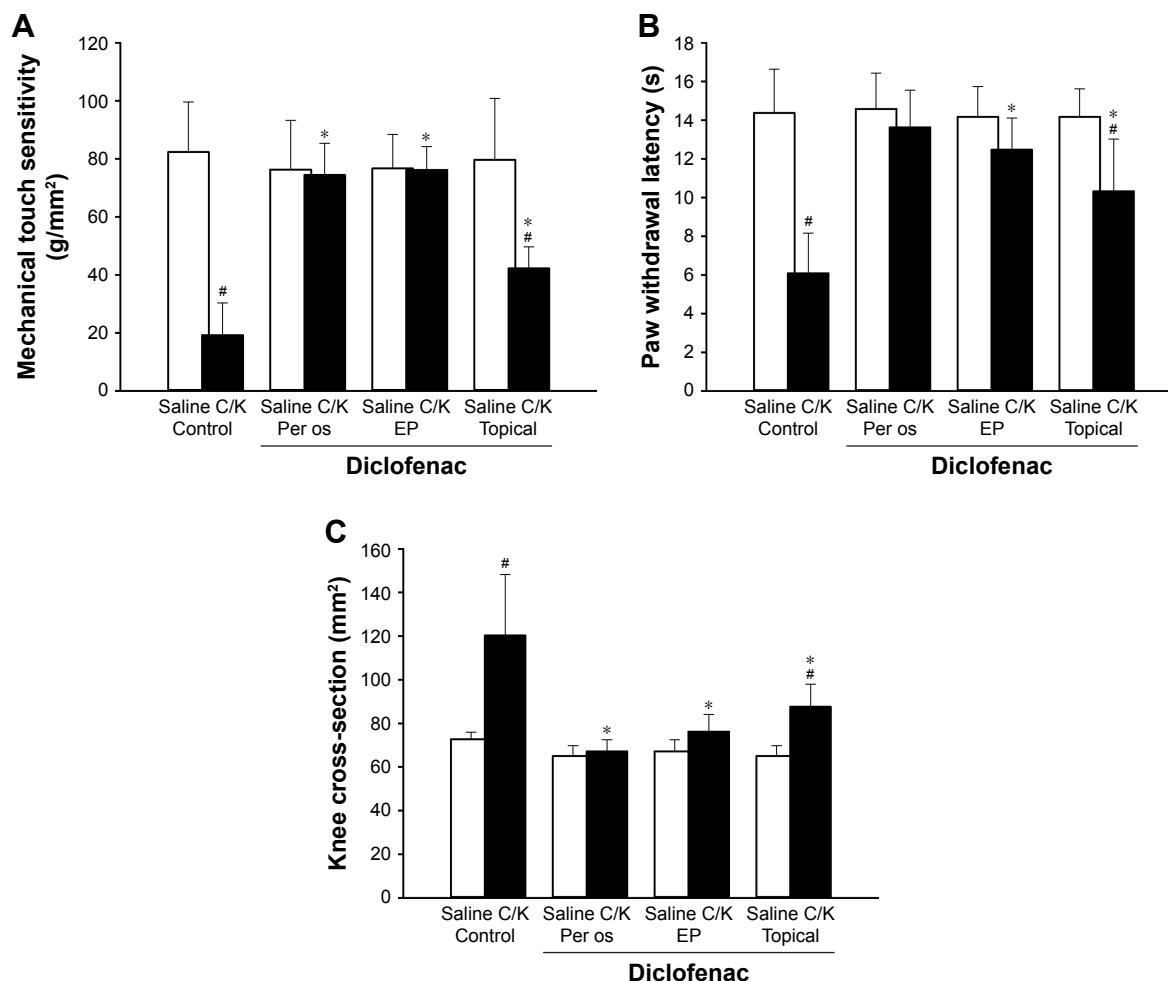 A
Mechanical touch sensitivity
(g/mm²)
120
100
80
60
40
20
0
#
*
*
*
#
Saline C/K Saline C/K Saline C/K Saline C/K
Control Per os EP Topical
Diclofenac
B
Paw withdrawal latency (s)
18
16
14
12
10
8
6
4
2
0
#
*
*
#
Saline C/K Saline C/K Saline C/K Saline C/K
Control Per os EP Topical
Diclofenac
C
Knee cross-section (mm²)
160
140
120
100
80
60
40
20
0
#
*
*
*
#
Saline C/K Saline C/K Saline C/K Saline C/K
Control Per os EP Topical
Diclofenac